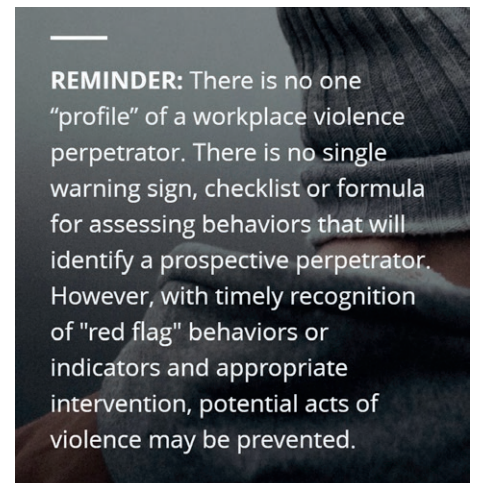 REMINDER: There is no one
“profile” of a workplace violence
perpetrator. There is no single
warning sign, checklist or formula
for assessing behaviors that will
identify a prospective perpetrator.
However, with timely recognition
of "red flag" behaviors or
indicators and appropriate
intervention, potential acts of
violence may be prevented.